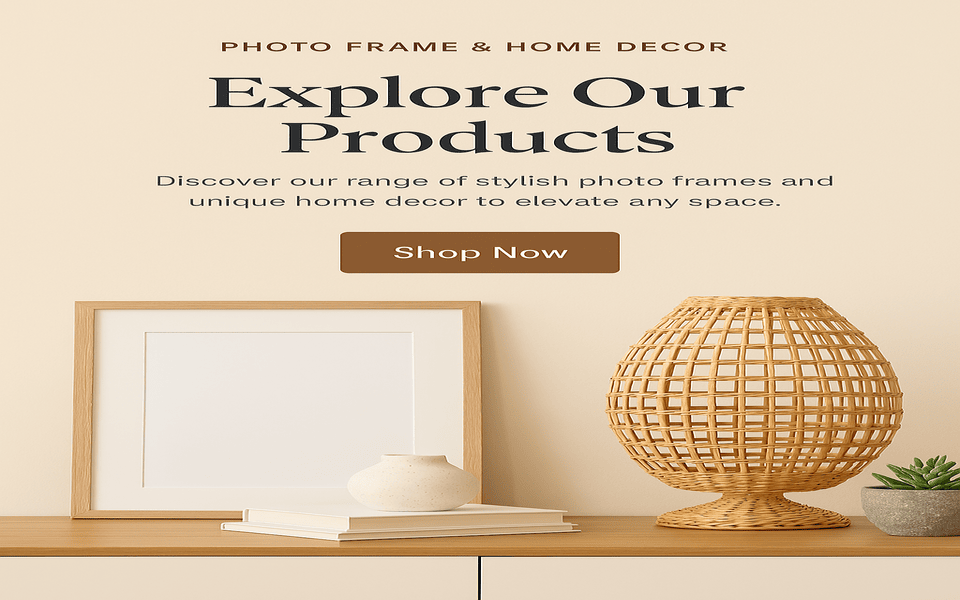 PHOTO FRAME & HOME DECOR
Explore Our
Products
Discover our range of stylish photo frames and
unique home decor to elevate any space.
Shop Now